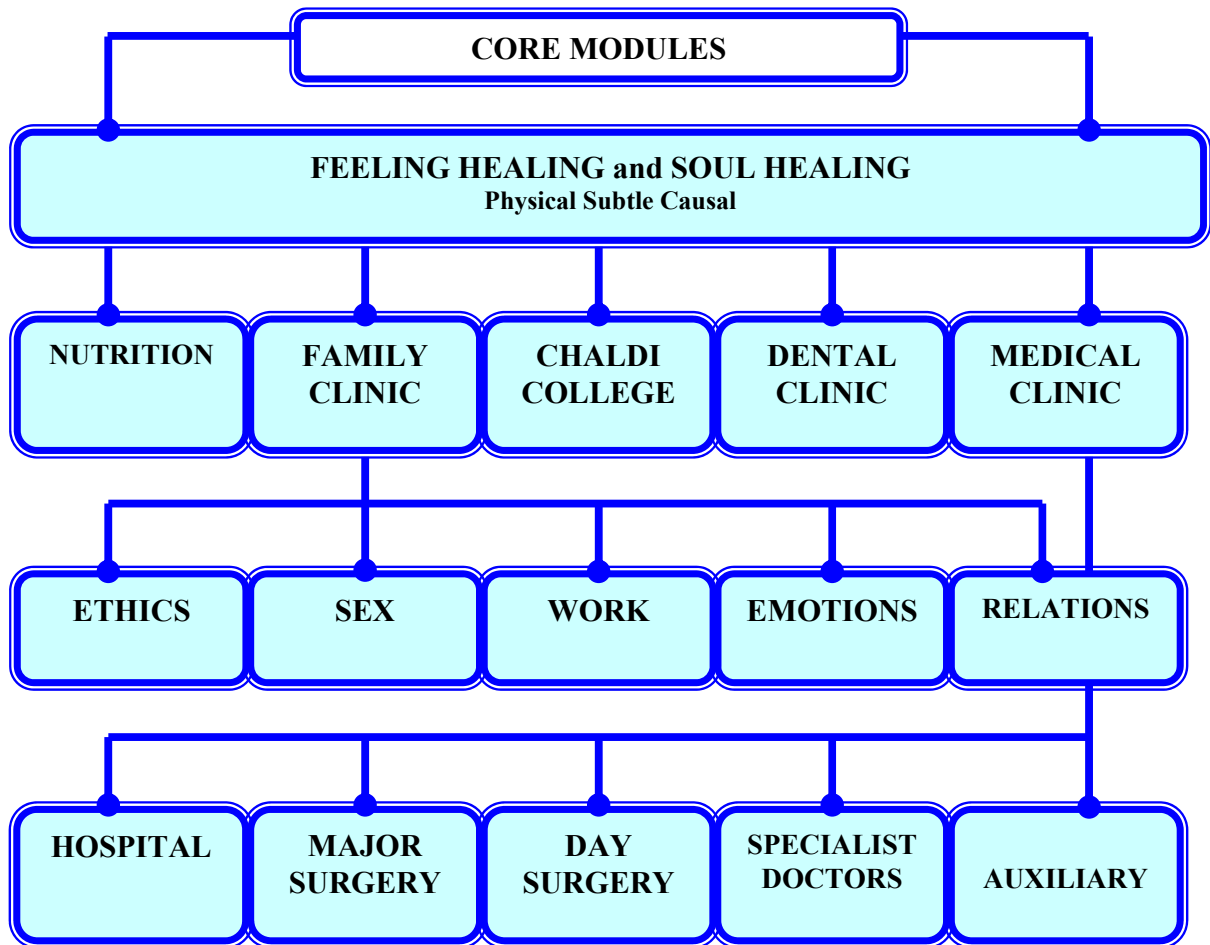 CORE MODULES
FEELING HEALING and SOUL HEALING
Physical Subtle Causal
NUTRITION
FAMILY
CLINIC
CHALDI
COLLEGE
DENTAL
CLINIC
MEDICAL
CLINIC
ETHICS
SEX
WORK
EMOTIONS
RELATIONS
HOSPITAL
MAJOR
SURGERY
DAY
SURGERY
SPECIALIST
DOCTORS
AUXILIARY